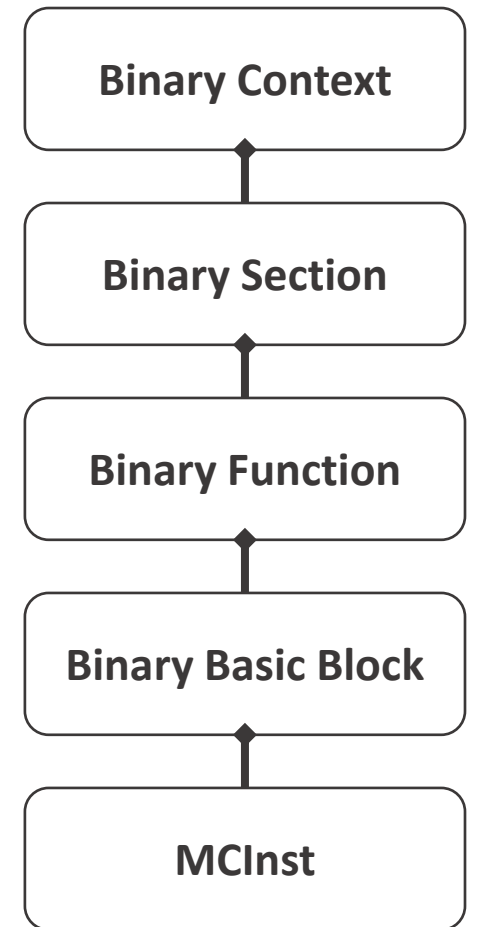 Binary Context
Binary Section
Binary Function
Binary Basic Block
MCInst